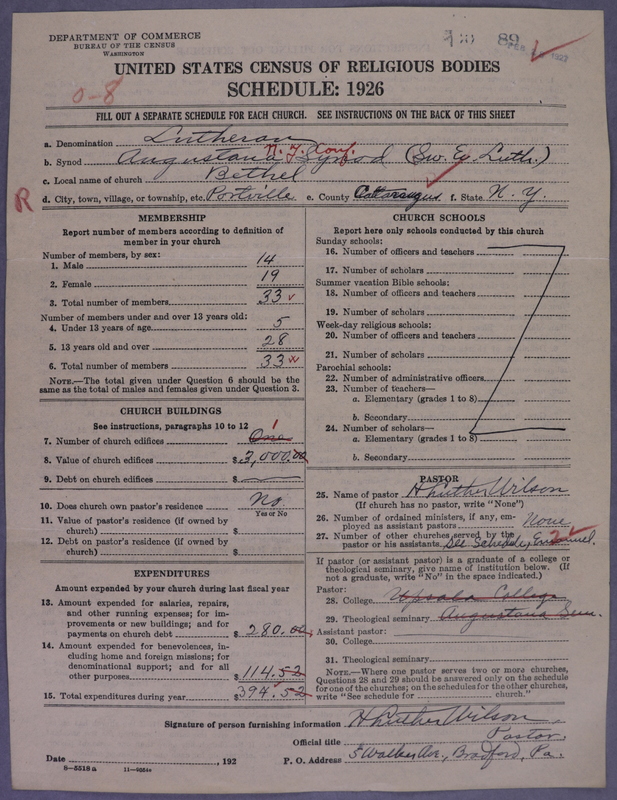 DEPARTMENT OF COMMERCE
BUREAU OF THE CENSUS
WASHINGTON
89
UNITED STATES CENSUS OF RELIGIOUS BODIES
SCHEDULE: 1926
0-8
FILL OUT A SEPARATE SCHEDULE FOR EACH CHURCH. SEE INSTRUCTIONS ON THE BACK OF THIS SHEET
a. Denomination Lutheran
N.Y. Conf.
b. Synod Augustana Synod (Sw. Ev. Luth.)
c. Local name of church Bethel
R d. City, town, village, or township, etc. Portville e. County Cattaraugus f. State N. Y.
MEMBERSHIP
Report number of members according to definition of
member in your church
Number of members, by sex:
1. Male 14
2. Female 19
3. Total number of members 33
Number of members under and over 13 years old:
4. Under 13 years of age 5
5. 13 years old and over 28
6. Total number of members 33
NOTE.—The total given under Question 6 should be the
same as the total of males and females given under Question 3.
CHURCH BUILDINGS
See instructions, paragraphs 10 to 12
1
7. Number of church edifices One
8. Value of church edifices $3,000.00
9. Debt on church edifices $
10. Does church own pastor's residence No.
Yes or No
11. Value of pastor's residence (if owned by
church) $
12. Debt on pastor's residence (if owned by
church) $
EXPENDITURES
Amount expended by your church during last fiscal year
13. Amount expended for salaries, repairs,
and other running expenses; for im-
provements or new buildings; and for
payments on church debt $280.00
14. Amount expended for benevolences, in-
cluding home and foreign missions; for
denominational support; and for all
other purposes $114.52
15. Total expenditures during year $394.52
CHURCH SCHOOLS
Report here only schools conducted by this church
Sunday schools:
16. Number of officers and teachers
17. Number of scholars
Summer vacation Bible schools:
18. Number of officers and teachers
19. Number of scholars
Week-day religious schools:
20. Number of officers and teachers
21. Number of scholars
Parochial schools:
22. Number of administrative officers
23. Number of teachers—
a. Elementary (grades 1 to 8)
b. Secondary
24. Number of scholars—
a. Elementary (grades 1 to 8)
b. Secondary
PASTOR
25. Name of pastor H Luther Wilson
(If church has no pastor, write "None")
26. Number of ordained ministers, if any, em-
ployed as assistant pastors None
27. Number of other churches served by the
pastor or his assistants See Schedule, Emanuel. 2
If pastor (or assistant pastor) is a graduate of a college or
theological seminary, give name of institution below. (If
not a graduate, write "No" in the space indicated.)
Pastor:
28. College Upsala College
29. Theological seminary Augustana Sem.
Assistant pastor:
30. College
31. Theological seminary
NOTE.—Where one pastor serves two or more churches,
Questions 28 and 29 should be answered only on the schedule
for one of the churches; on the schedules for the other churches,
write "See schedule for church."
Signature of person furnishing information H Luther Wilson
Official title Pastor.
Date , 192 P. O. Address 5 Walker Ave., Bradford, Pa.
8—5518 a